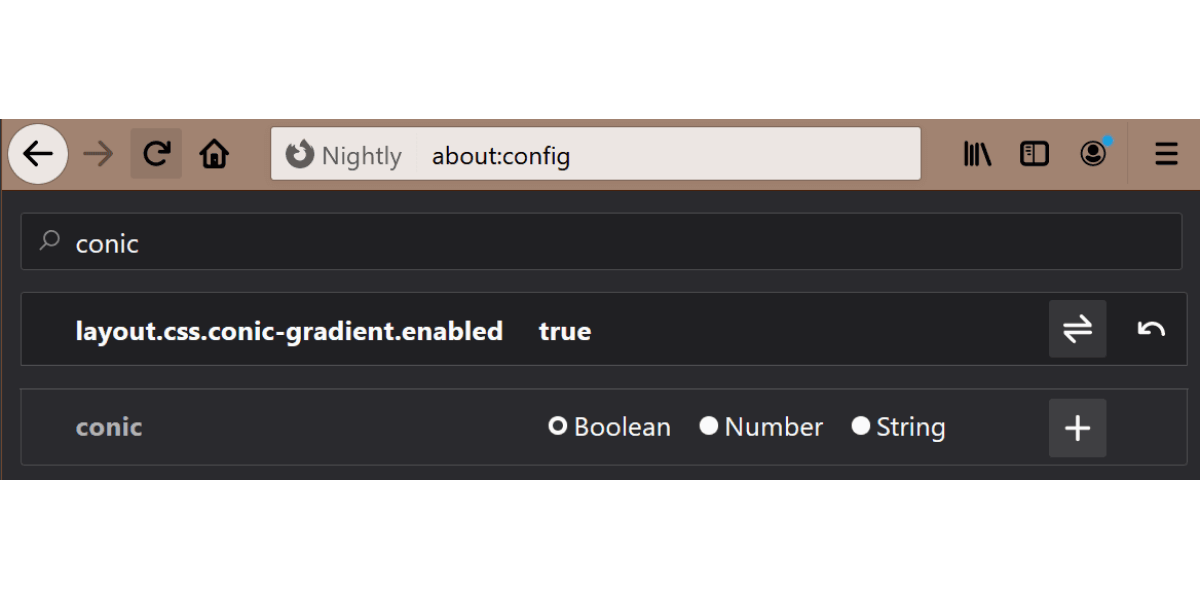 Nightly about:config
conic
layout.css.conic-gradient.enabled true
conic Boolean Number String